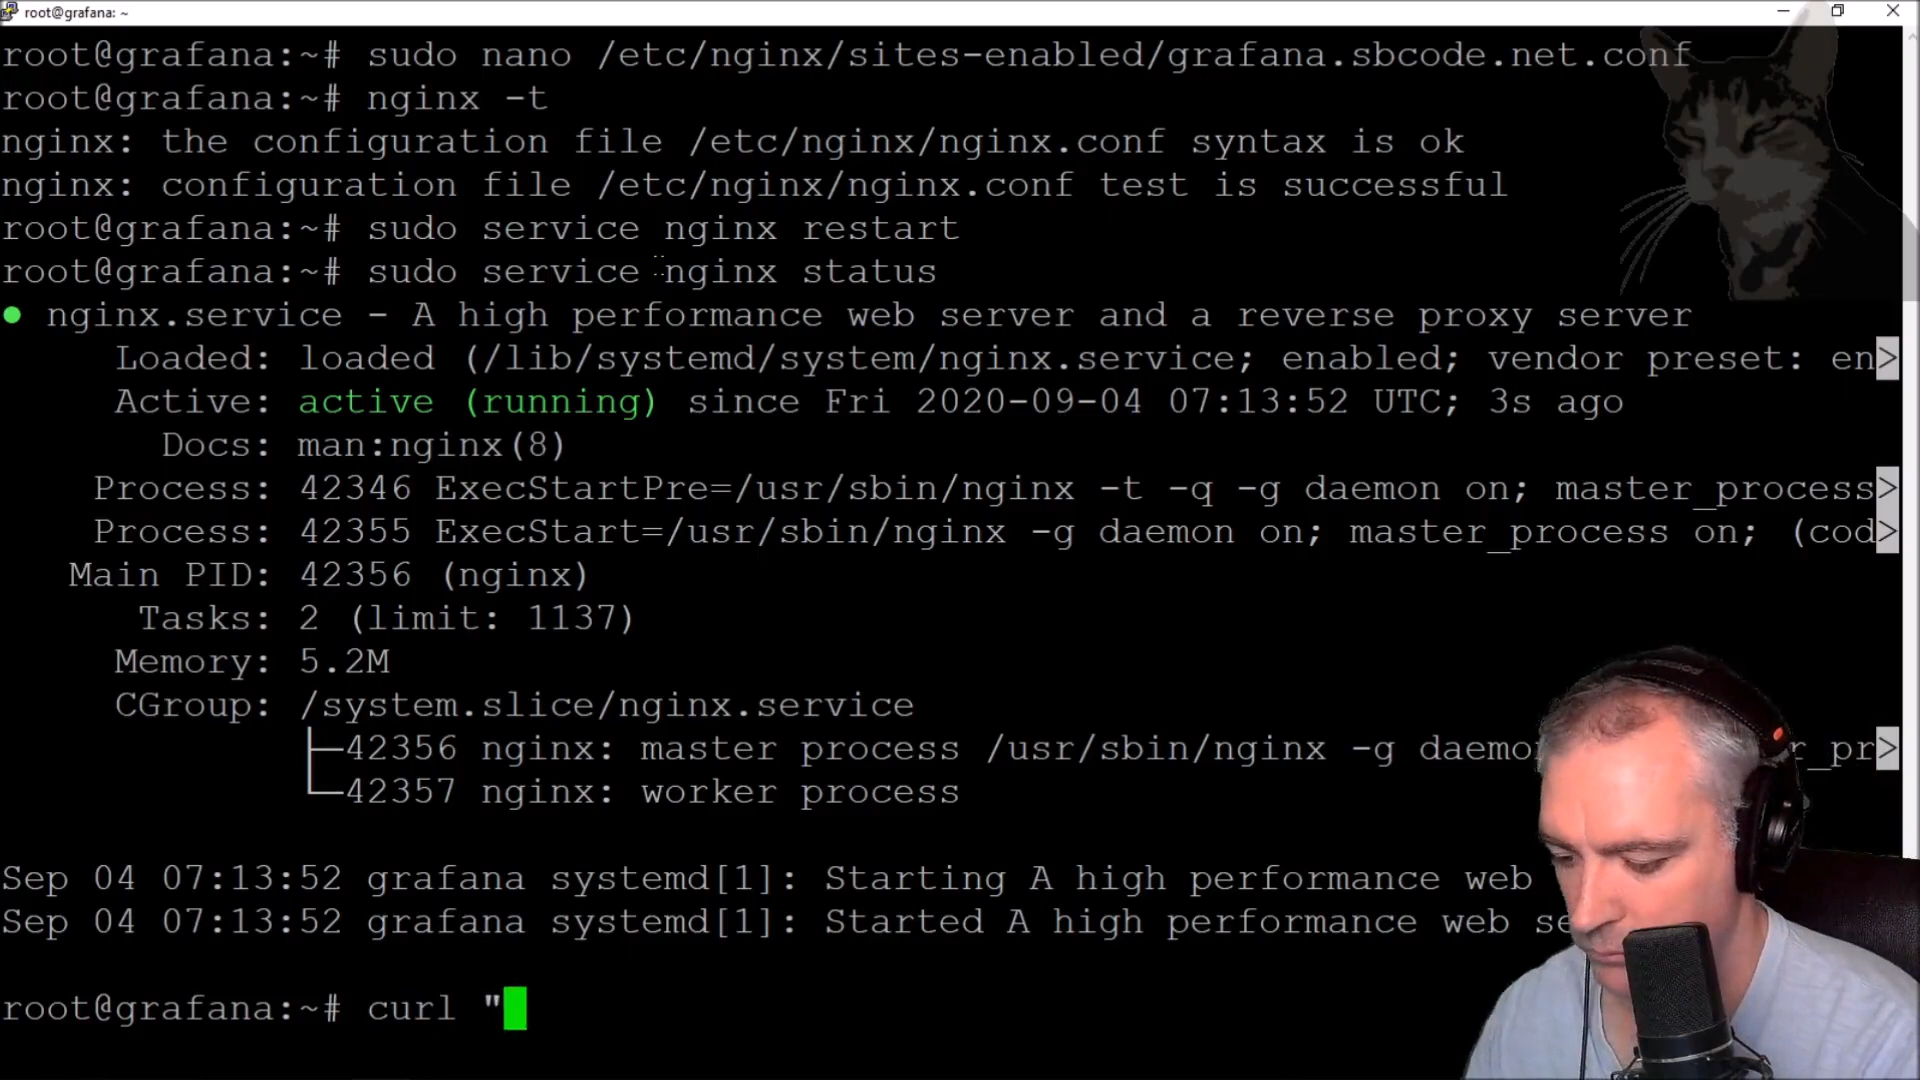 root@grafana: ~
root@grafana:~# sudo nano /etc/nginx/sites-enabled/grafana.sbcode.net.conf
root@grafana:~# nginx -t
nginx: the configuration file /etc/nginx/nginx.conf syntax is ok
nginx: configuration file /etc/nginx/nginx.conf test is successful
root@grafana:~# sudo service nginx restart
root@grafana:~# sudo service nginx status
● nginx.service - A high performance web server and a reverse proxy server
Loaded: loaded (/lib/systemd/system/nginx.service; enabled; vendor preset: en>
Active: active (running) since Fri 2020-09-04 07:13:52 UTC; 3s ago
Docs: man:nginx(8)
Process: 42346 ExecStartPre=/usr/sbin/nginx -t -q -g daemon on; master_process>
Process: 42355 ExecStart=/usr/sbin/nginx -g daemon on; master_process on; (cod>
Main PID: 42356 (nginx)
Tasks: 2 (limit: 1137)
Memory: 5.2M
CGroup: /system.slice/nginx.service
├─42356 nginx: master process /usr/sbin/nginx -g daemo r_pr>
└─42357 nginx: worker process
Sep 04 07:13:52 grafana systemd[1]: Starting A high performance web
Sep 04 07:13:52 grafana systemd[1]: Started A high performance web se
root@grafana:~# curl "